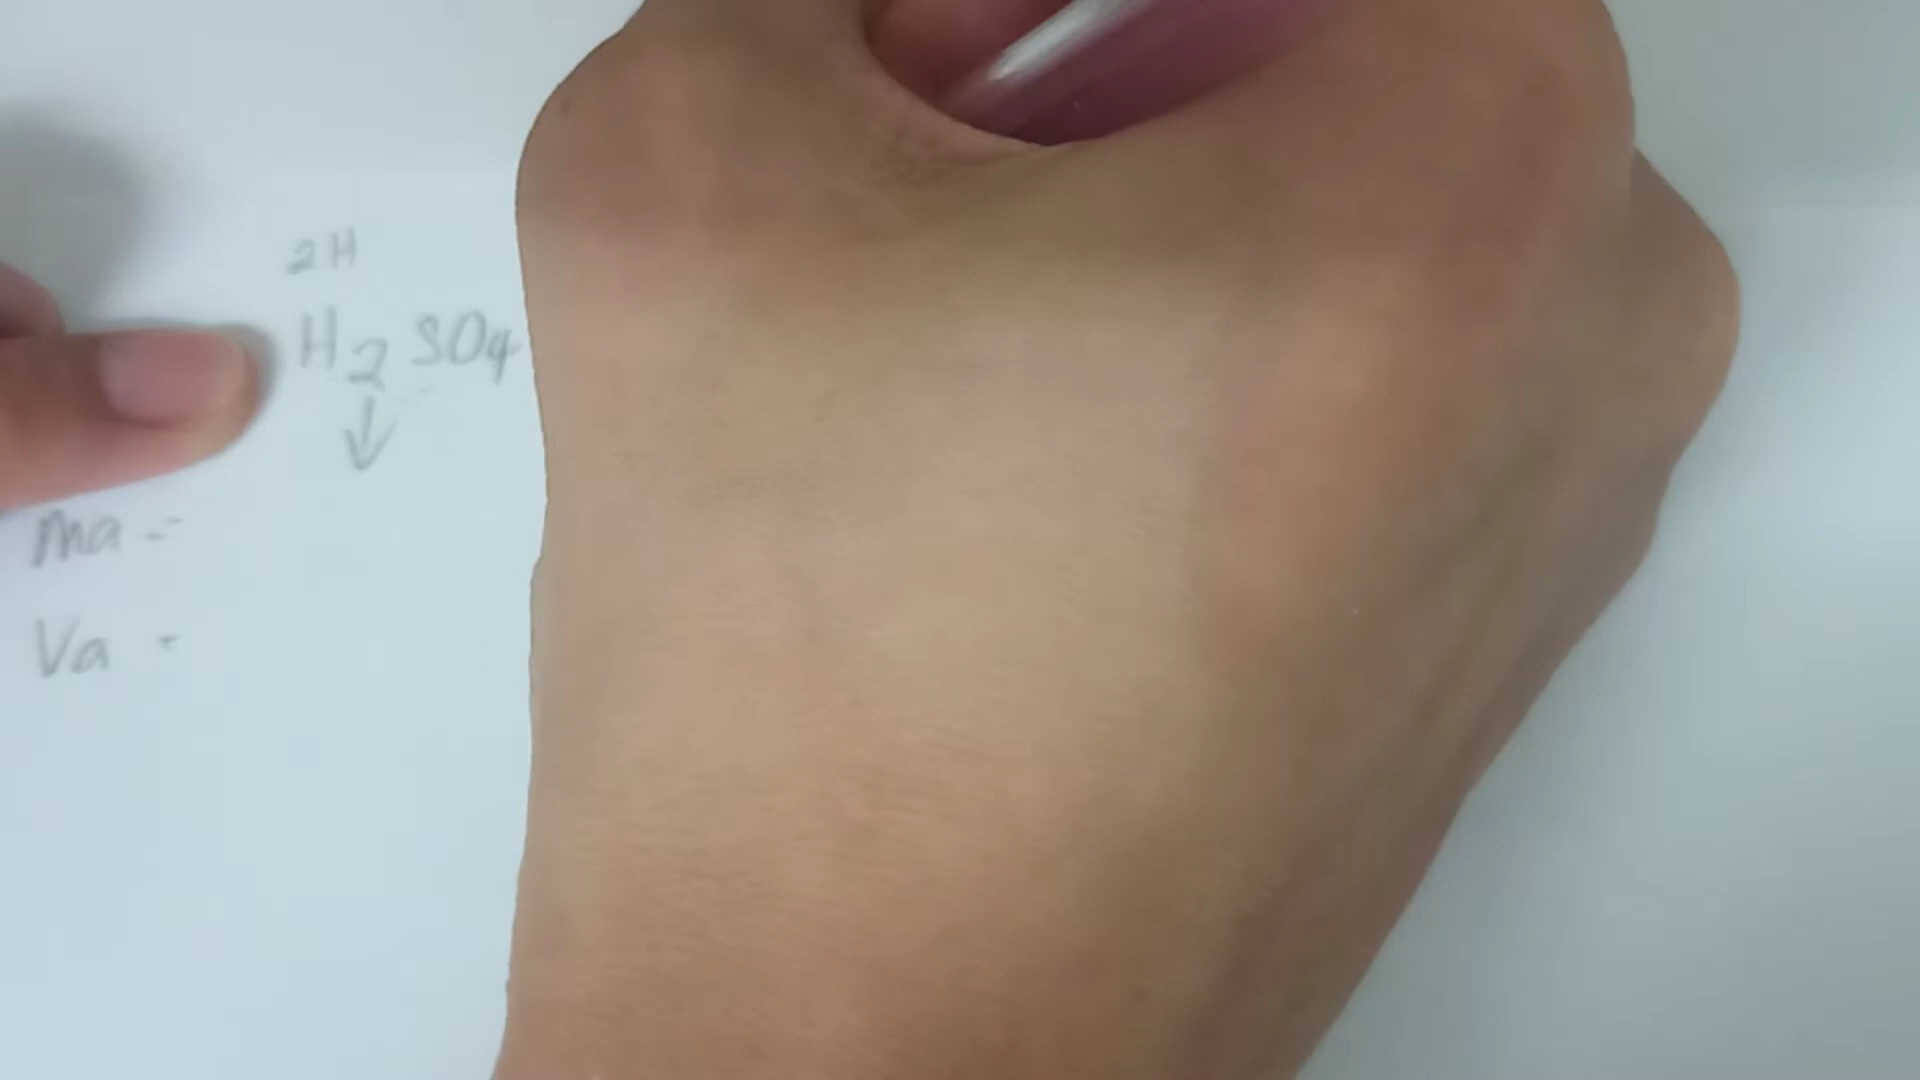 2H
H2SO4
↓
Ma =
Va -